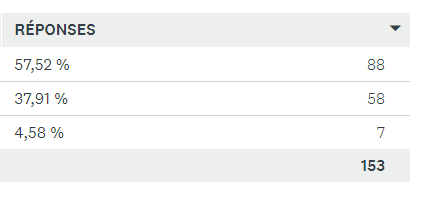 RÉPONSES
57,52 % 88
37,91 % 58
4,58 % 7
153